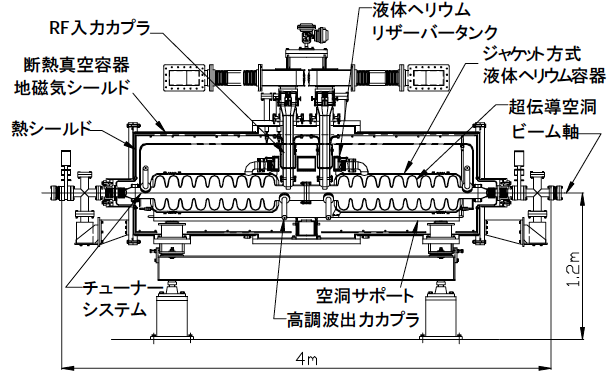 RF入力カプラ
液体ヘリウム
リザーバータンク
断熱真空容器
地磁気シールド
ジャケット方式
液体ヘリウム容器
熱シールド
超伝導空洞
ビーム軸
チューナー
システム
空洞サポート
高調波出力カプラ
1.2m
4m